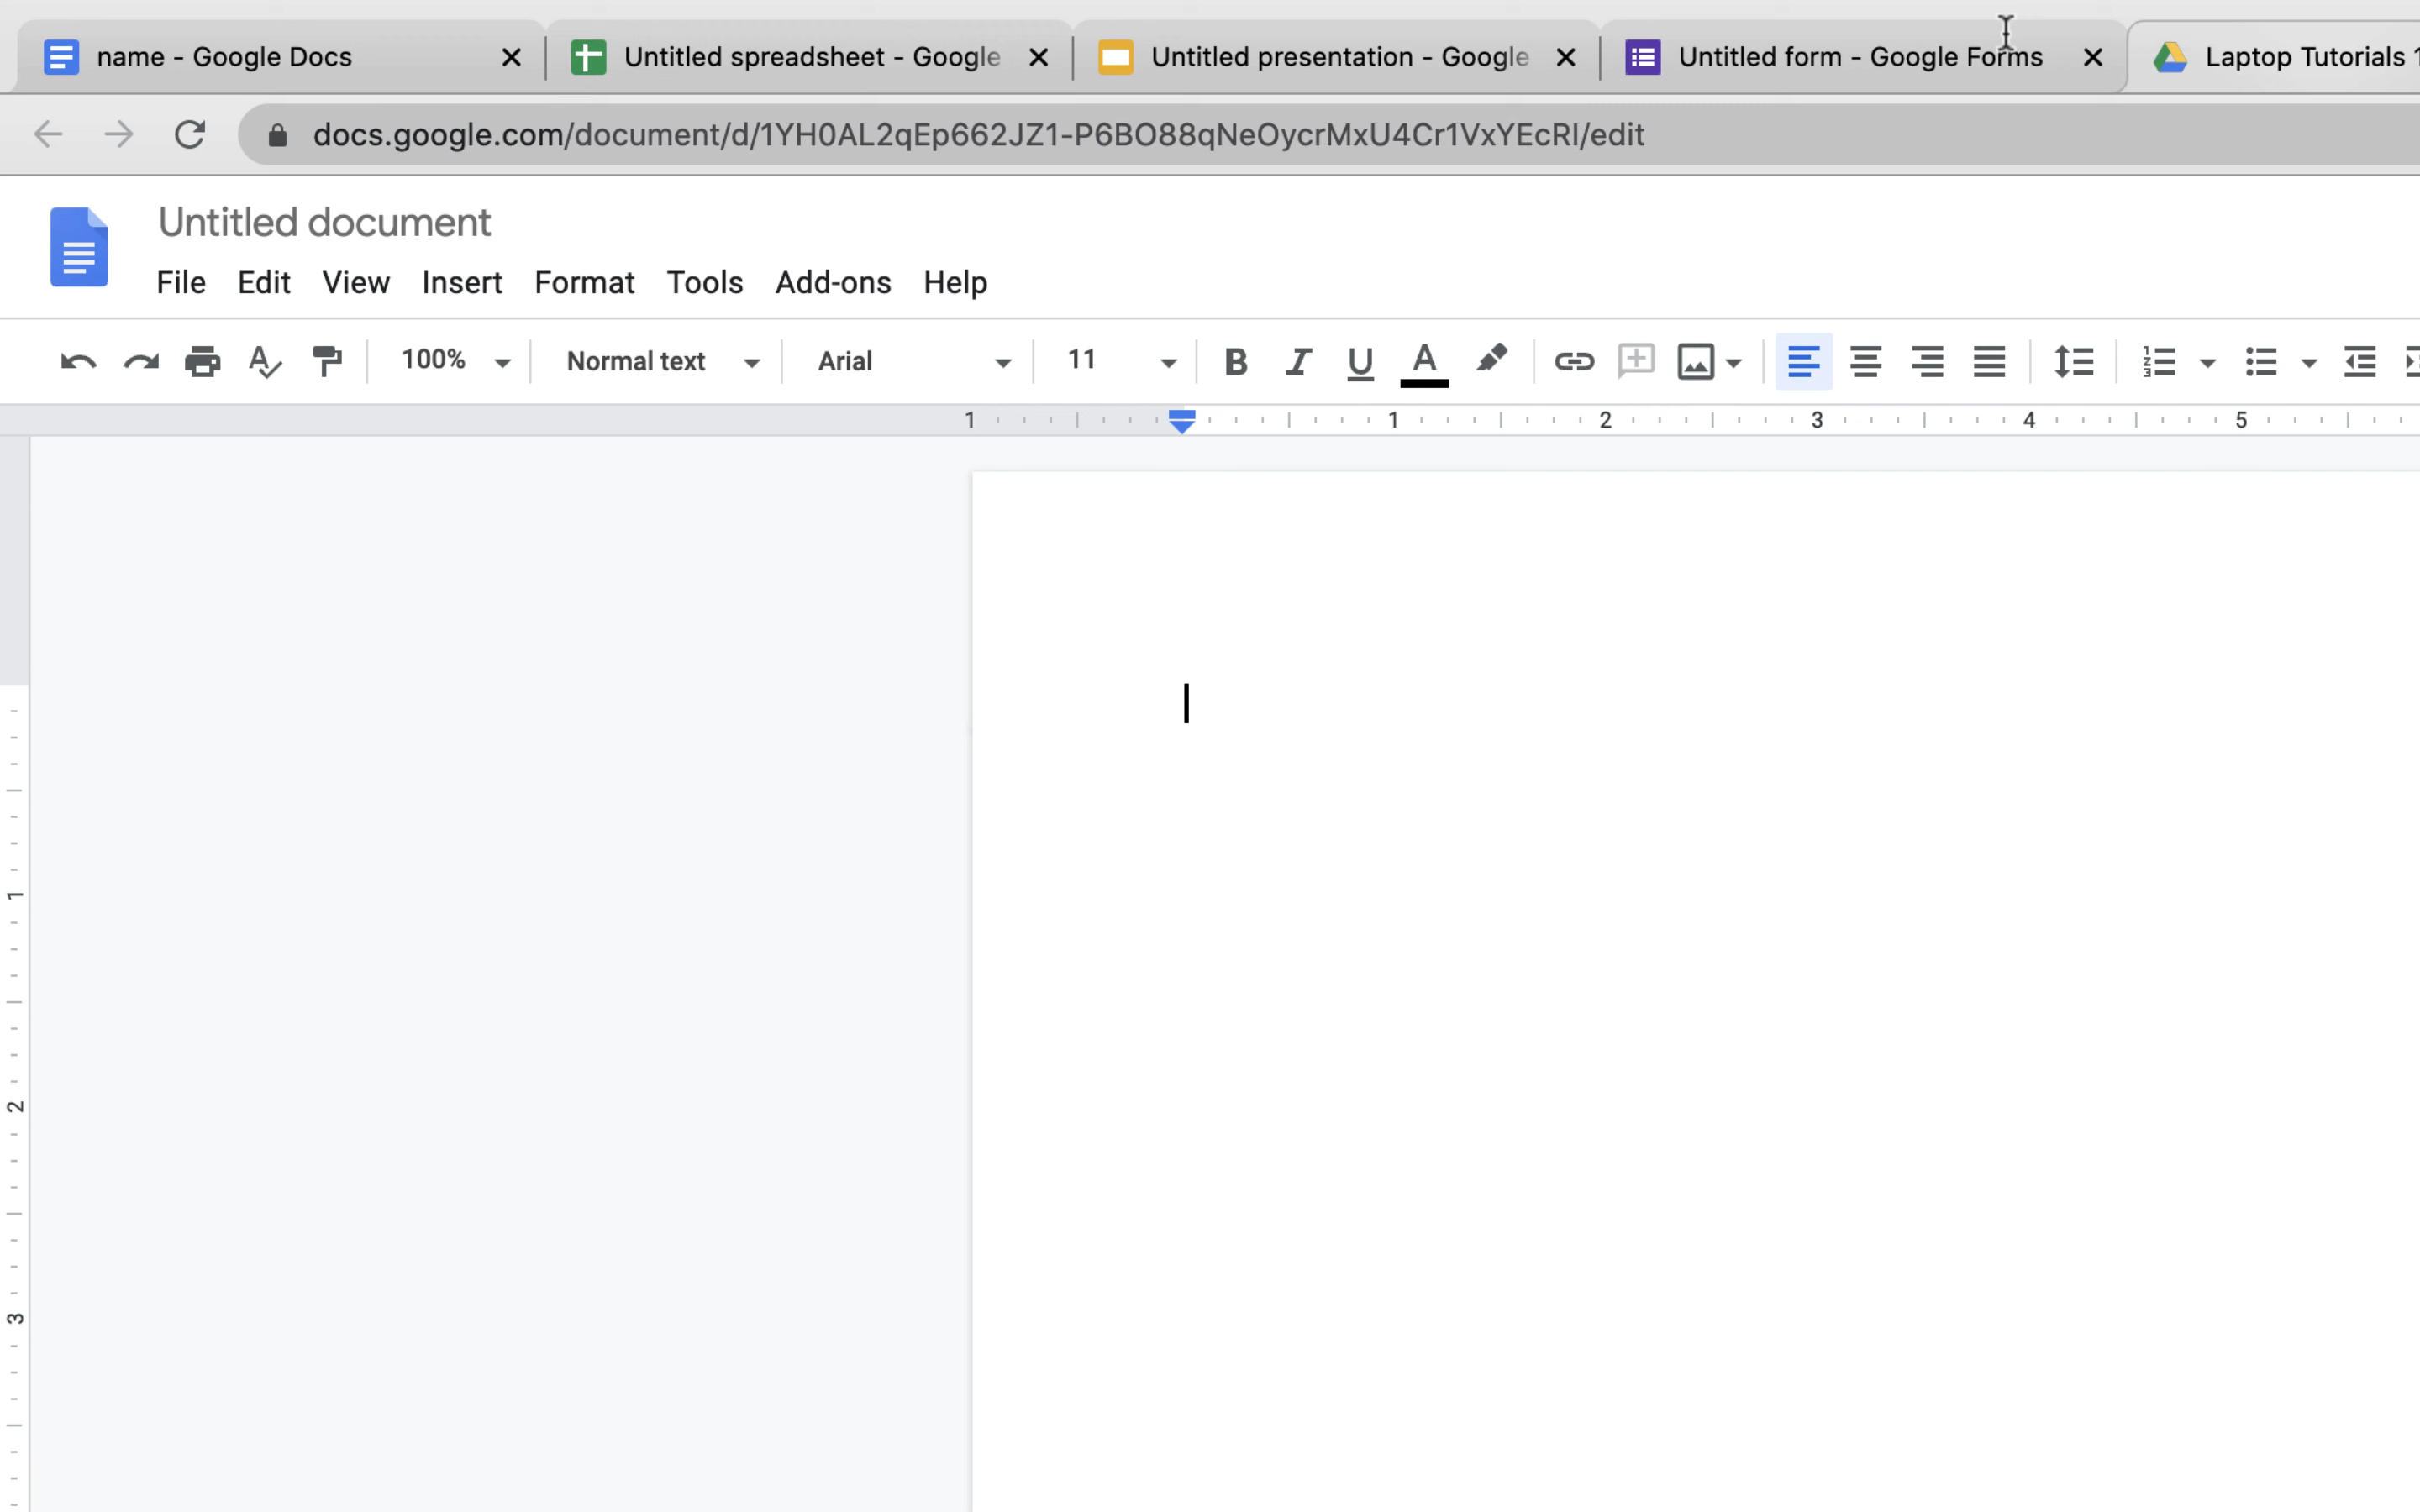 name - Google Docs
Untitled spreadsheet - Google
Untitled presentation - Google
Untitled form - Google Forms
Laptop Tutorials 1
docs.google.com/document/d/1YH0AL2qEp662JZ1-P6BO88qNeOycrMxU4Cr1VxYEcRI/edit
Untitled document
File Edit View Insert Format Tools Add-ons Help
100% Normal text Arial 11 B I U A
1 1 2 3 4 5
1
2
3